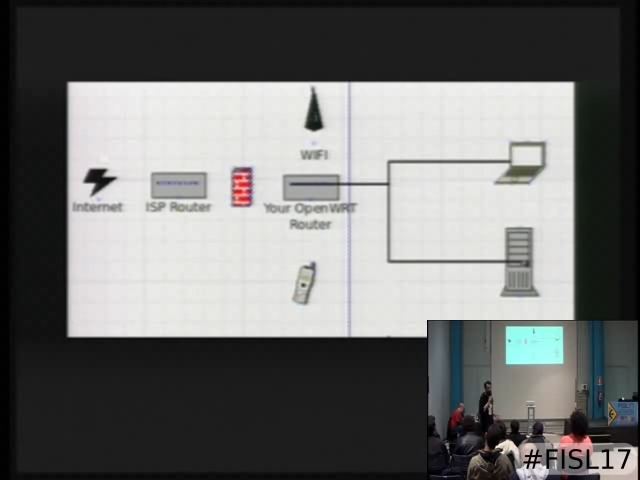 WIFI
Internet
ISP Router
Your OpenWRT
Router
#FISL17